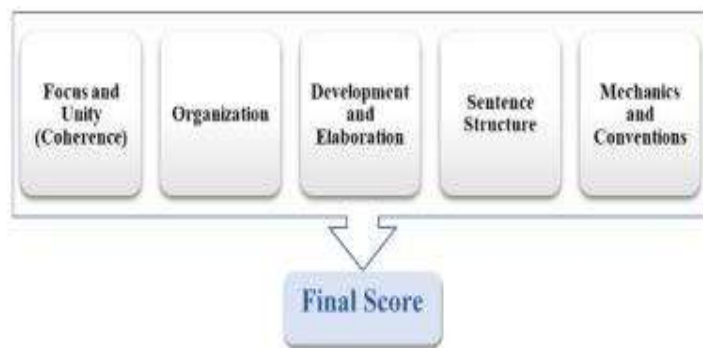 Focus and
Unity
(Coherence)
Organization
Development
and
Elaboration
Sentence
Structure
Mechanics
and
Conventions
Final Score